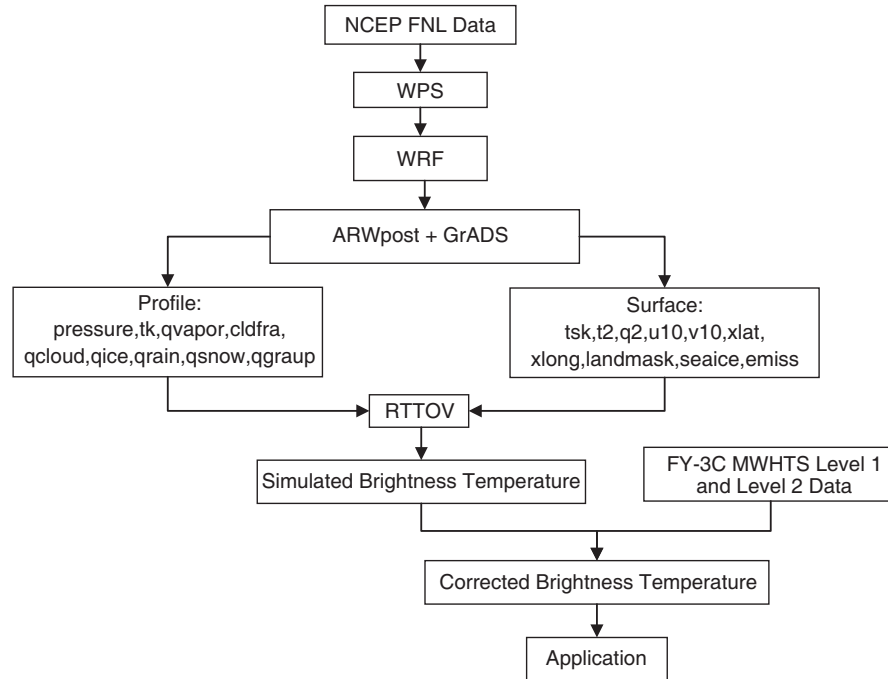 NCEP FNL Data
WPS
WRF
ARWpost + GrADS
Profile:
pressure,tk,qvapor,cldfra,
qcloud,qice,qrain,qsnow,qgraup
Surface:
tsk,t2,q2,u10,v10,xlat,
xlong,landmask,seaice,emiss
RTTOV
Simulated Brightness Temperature
FY-3C MWHTS Level 1
and Level 2 Data
Corrected Brightness Temperature
Application